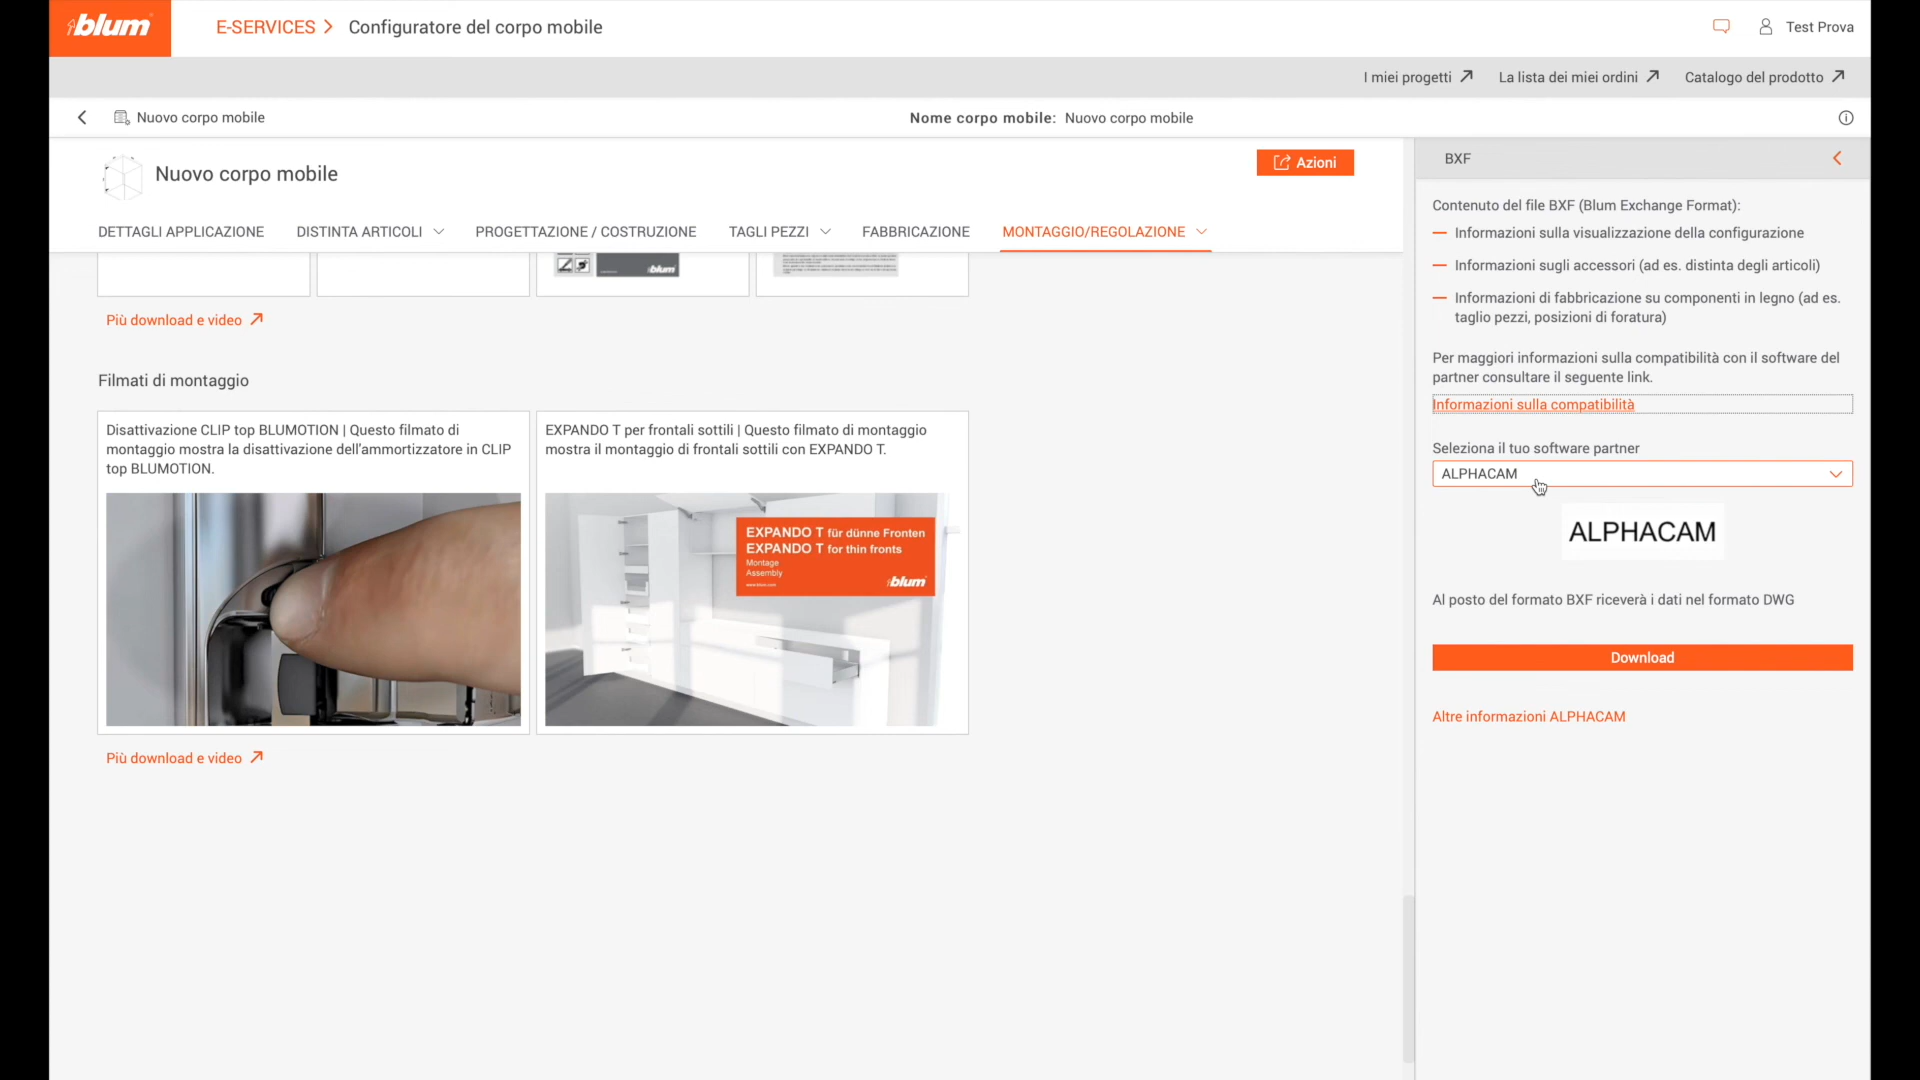 blum
E-SERVICES > Configuratore del corpo mobile
Test Prova
I miei progetti
La lista dei miei ordini
Catalogo del prodotto
Nuovo corpo mobile
Nome corpo mobile: Nuovo corpo mobile
Nuovo corpo mobile
Azioni
DETTAGLI APPLICAZIONE
DISTINTA ARTICOLI
PROGETTAZIONE / COSTRUZIONE
TAGLI PEZZI
FABBRICAZIONE
MONTAGGIO/REGOLAZIONE
blum
Più download e video
Filmati di montaggio
Disattivazione CLIP top BLUMOTION | Questo filmato di
montaggio mostra la disattivazione dell'ammortizzatore in CLIP
top BLUMOTION.
EXPANDO T per frontali sottili | Questo filmato di montaggio
mostra il montaggio di frontali sottili con EXPANDO T.
EXPANDO T für dünne Fronten
EXPANDO T for thin fronts
Montage
Assembly
www.blum.com
blum
Più download e video
BXF
Contenuto del file BXF (Blum Exchange Format):
Informazioni sulla visualizzazione della configurazione
Informazioni sugli accessori (ad es. distinta degli articoli)
Informazioni di fabbricazione su componenti in legno (ad es.
taglio pezzi, posizioni di foratura)
Per maggiori informazioni sulla compatibilità con il software del
partner consultare il seguente link.
Informazioni sulla compatibilità
Seleziona il tuo software partner
ALPHACAM
ALPHACAM
Al posto del formato BXF riceverà i dati nel formato DWG
Download
Altre informazioni ALPHACAM